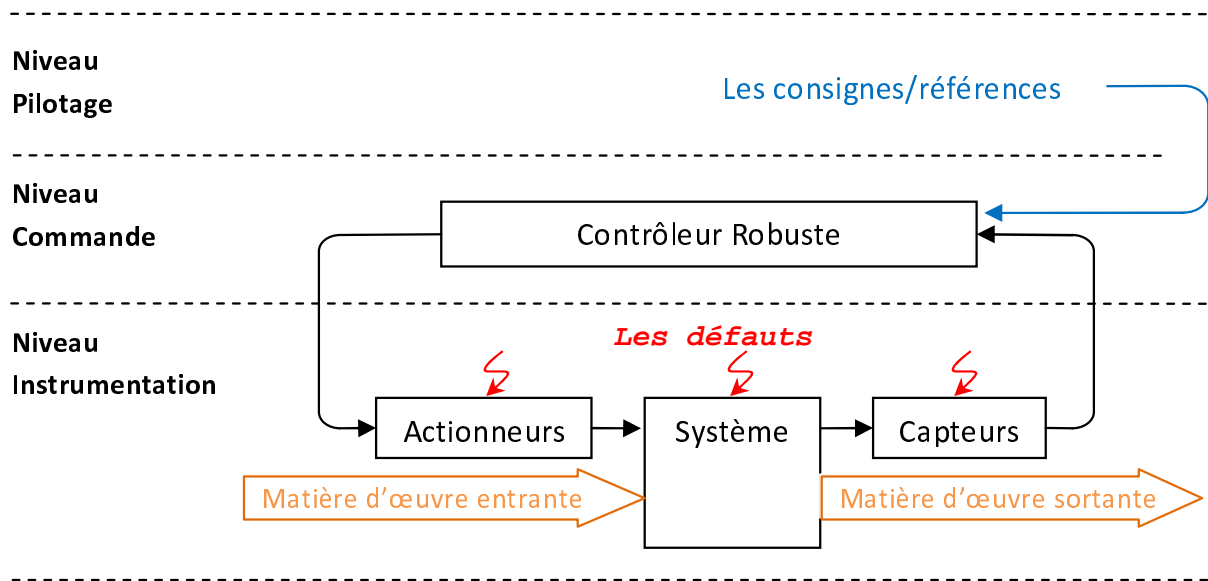 Niveau
Pilotage
Les consignes/références
Niveau
Commande
Contrôleur Robuste
Niveau
Instrumentation
Les défauts
Actionneurs
Système
Capteurs
Matière d’œuvre entrante
Matière d’œuvre sortante